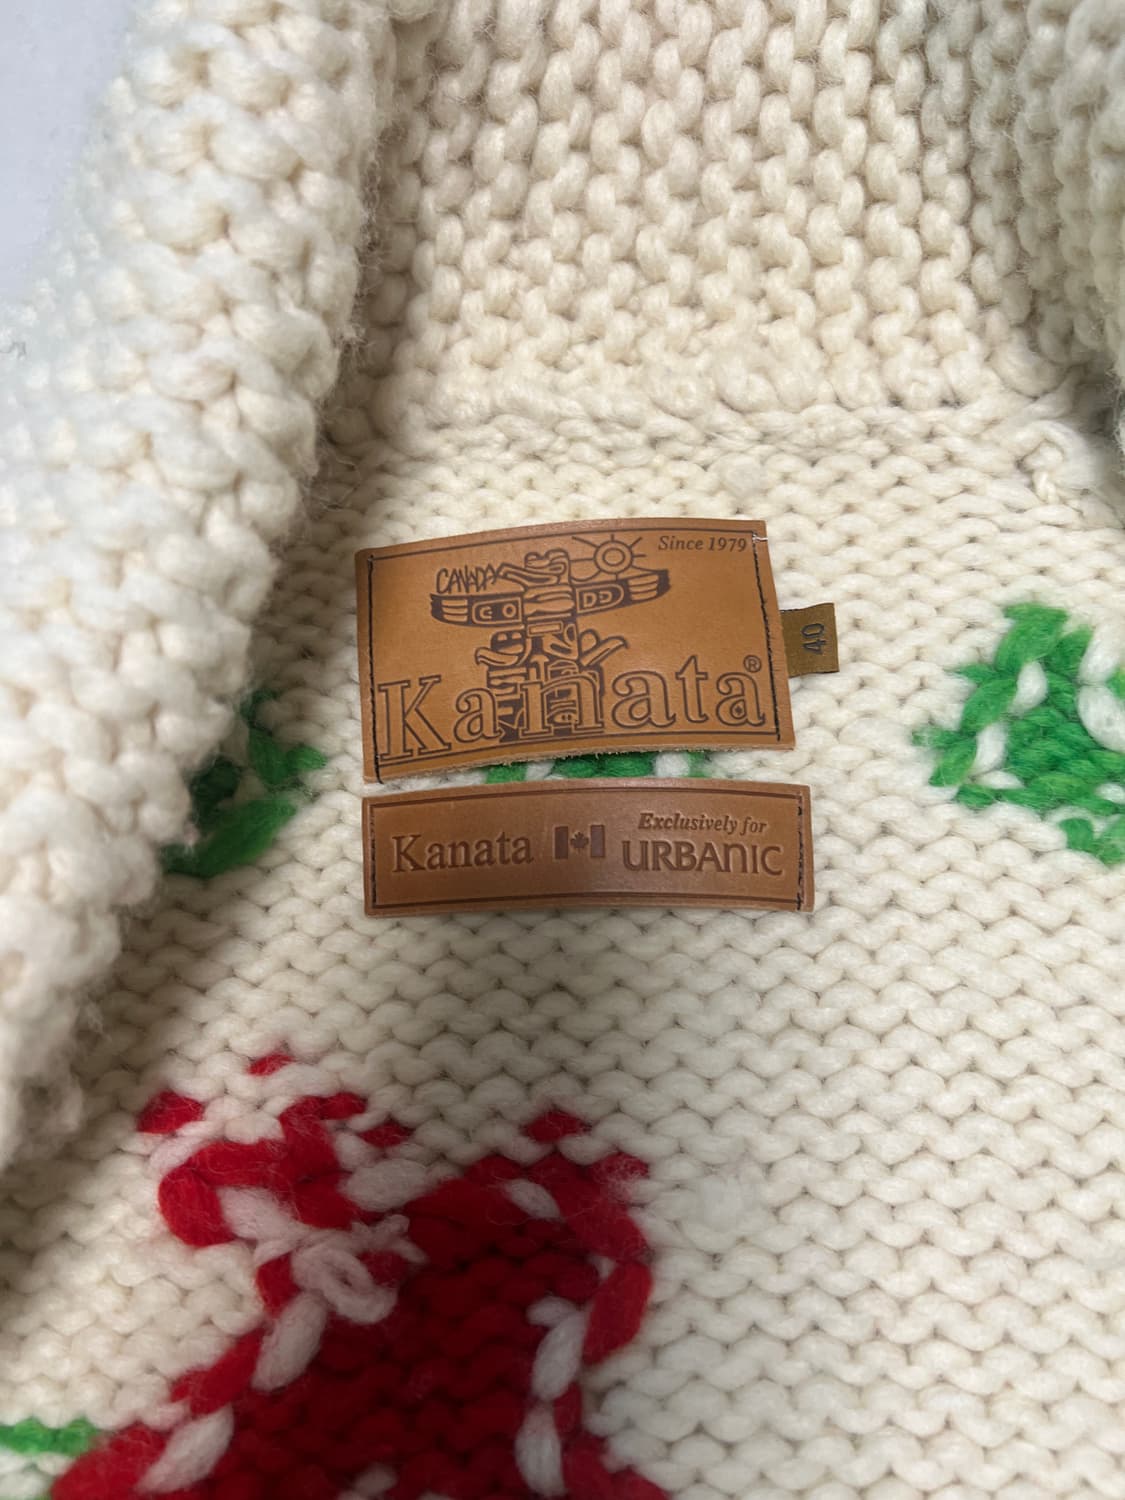 Since 1979
CANADA
Kanata®
40
Kanata
Exclusively for
URBANIC